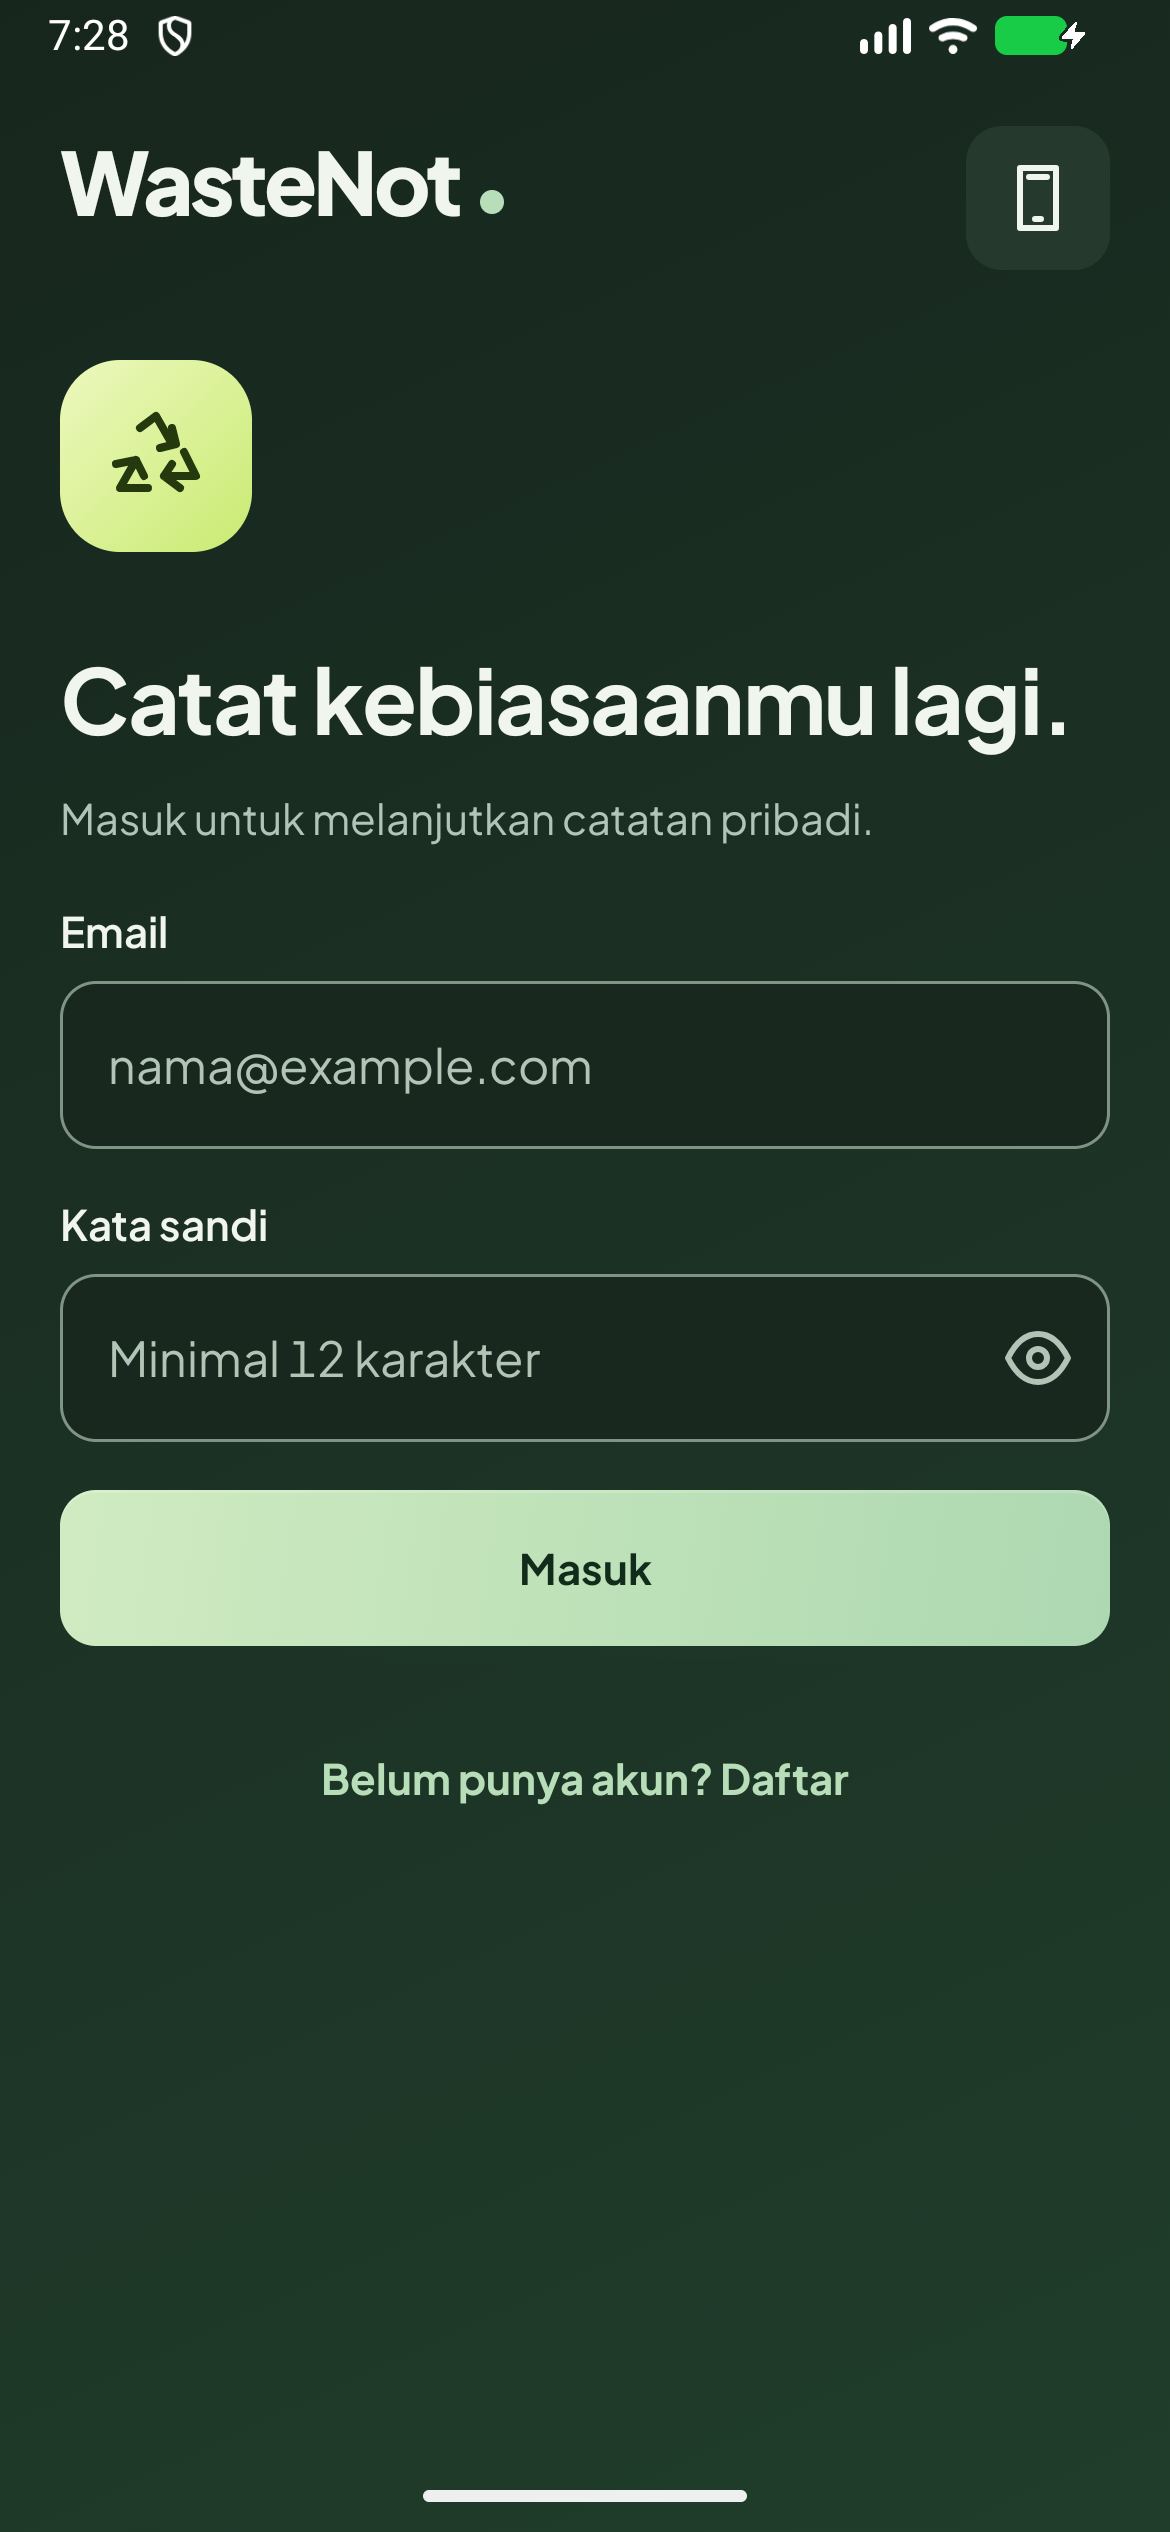 7:28
WasteNot
Catat kebiasaanmu lagi.
Masuk untuk melanjutkan catatan pribadi.
Email
nama@example.com
Kata sandi
Minimal 12 karakter
Masuk
Belum punya akun? Daftar